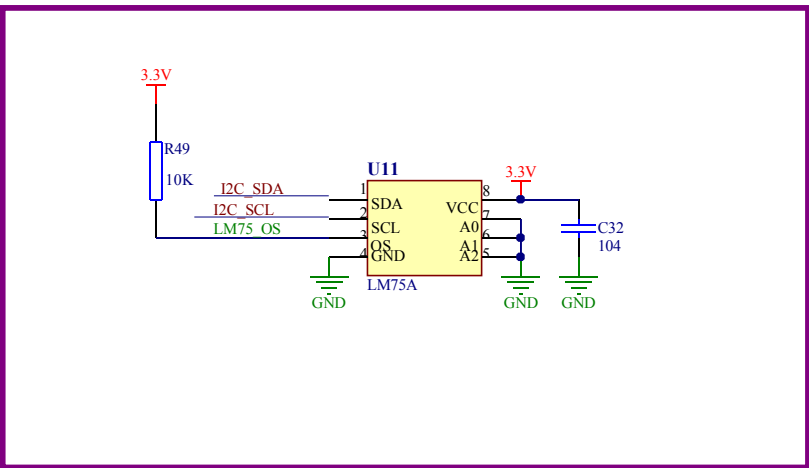 3.3V
R49
10K
I2C_SDA
I2C_SCL
LM75_OS
U11
1
SDA
2
SCL
3
OS
4
GND
LM75A
3.3V
8
VCC
7
A0
6
A1
5
A2
C32
104
GND
GND
GND